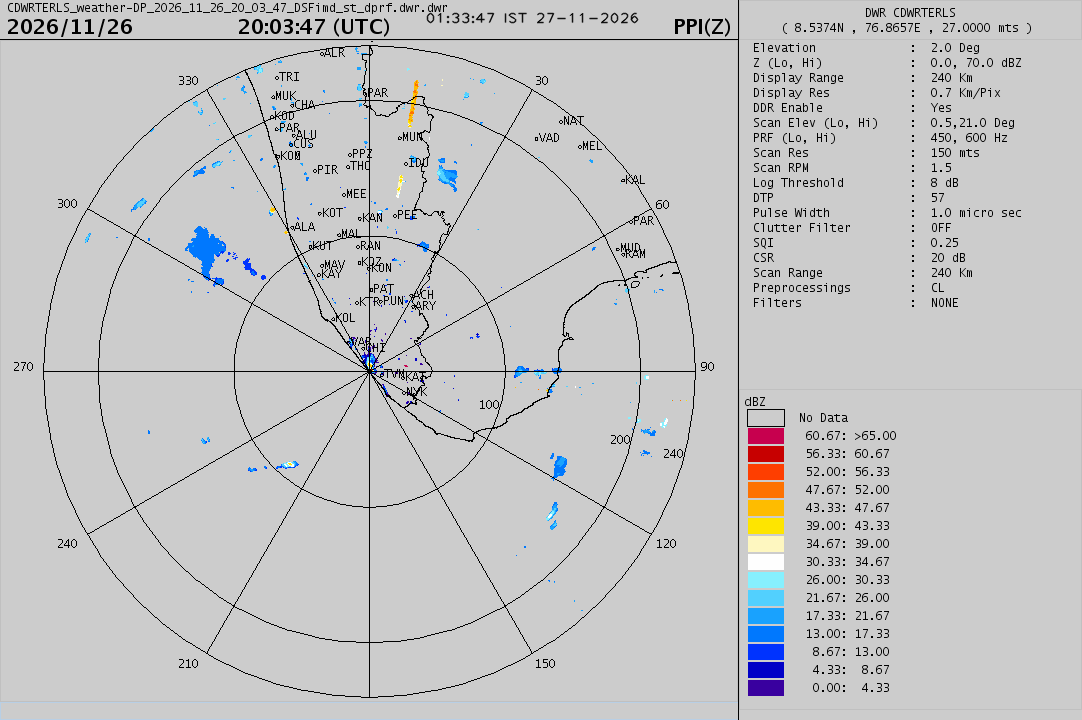 CDWRTERLS_weather-DP_2026_11_26_20_03_47_DSFimd_st_dprf.dwr.dwr
01:33:47 IST 27-11-2026
2026/11/26 20:03:47 (UTC) PPI(Z)
DWR CDWRTERLS
( 8.5374N , 76.8657E , 27.0000 mts )
Elevation : 2.0 Deg
Z (Lo, Hi) : 0.0, 70.0 dBZ
Display Range : 240 Km
Display Res : 0.7 Km/Pix
DDR Enable : Yes
Scan Elev (Lo, Hi) : 0.5,21.0 Deg
PRF (Lo, Hi) : 450, 600 Hz
Scan Res : 150 mts
Scan RPM : 1.5
Log Threshold : 8 dB
DTP : 57
Pulse Width : 1.0 micro sec
Clutter Filter : OFF
SQI : 0.25
CSR : 20 dB
Scan Range : 240 Km
Preprocessings : CL
Filters : NONE
dBZ
No Data
60.67: >65.00
56.33: 60.67
52.00: 56.33
47.67: 52.00
43.33: 47.67
39.00: 43.33
34.67: 39.00
30.33: 34.67
26.00: 30.33
21.67: 26.00
17.33: 21.67
13.00: 17.33
8.67: 13.00
4.33: 8.67
0.00: 4.33
ALR
TRI
330
30
PAR
MUK
CHA
KOD
NAT
PAR
ALU
MUN
VAD
CUS
MEL
KOM
PPZ
IDU
THO
PIR
KAL
MEE
300
60
KOT
KAN
PEE
PAR
ALA
MAL
KUT
RAN
MUD
RAM
MAV
KOZ
KON
KAY
PAT
ACH
KTR
PUN
ARY
KOL
VAR
CHI
270
90
TVM
KAT
NYK
100
200
240
240
120
210
150